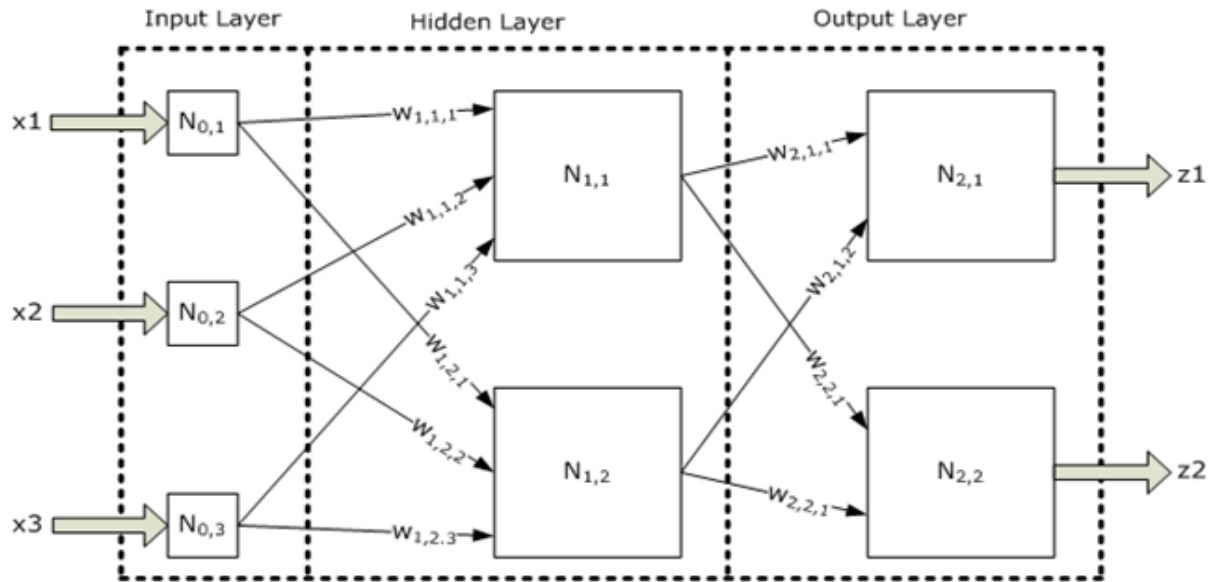 Input Layer
Hidden Layer
Output Layer
x1
N0,1
w1,1,1
N1,1
w2,1,1
N2,1
z1
w1,1,2
w2,1,2
x2
N0,2
w1,1,3
w1,2,1
w2,2,1
w1,2,2
N1,2
N2,2
z2
x3
N0,3
w1,2.3
w2,2,1